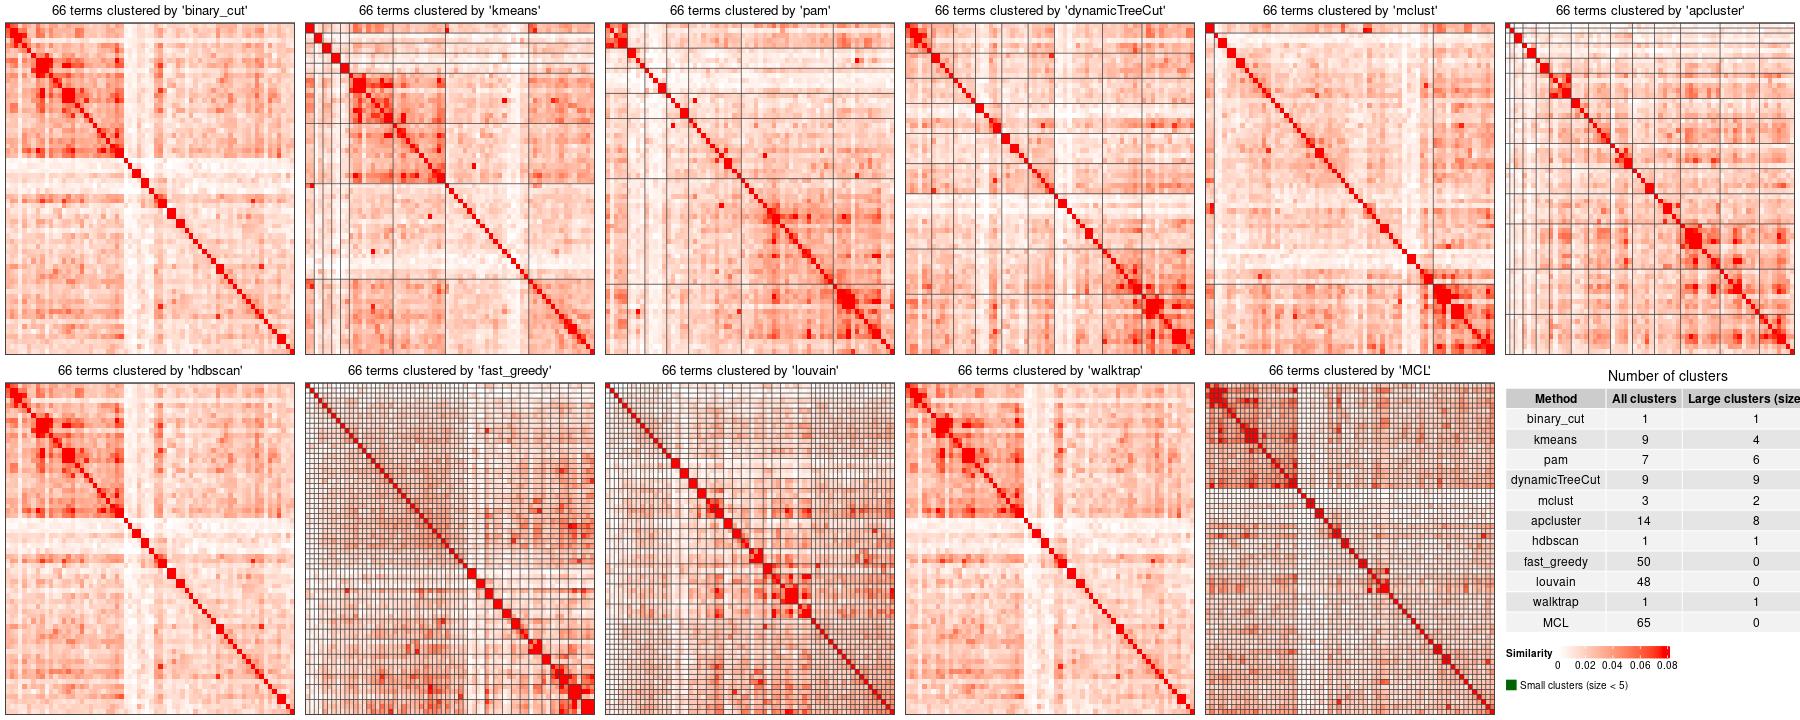 66 terms clustered by 'binary_cut'
66 terms clustered by 'kmeans'
66 terms clustered by 'pam'
66 terms clustered by 'dynamicTreeCut'
66 terms clustered by 'mclust'
66 terms clustered by 'apcluster'
66 terms clustered by 'hdbscan'
66 terms clustered by 'fast_greedy'
66 terms clustered by 'louvain'
66 terms clustered by 'walktrap'
66 terms clustered by 'MCL'
Number of clusters
Method All clusters Large clusters (size
binary_cut 1 1
kmeans 9 4
pam 7 6
dynamicTreeCut 9 9
mclust 3 2
apcluster 14 8
hdbscan 1 1
fast_greedy 50 0
louvain 48 0
walktrap 1 1
MCL 65 0
Similarity
0 0.02 0.04 0.06 0.08
Small clusters (size < 5)